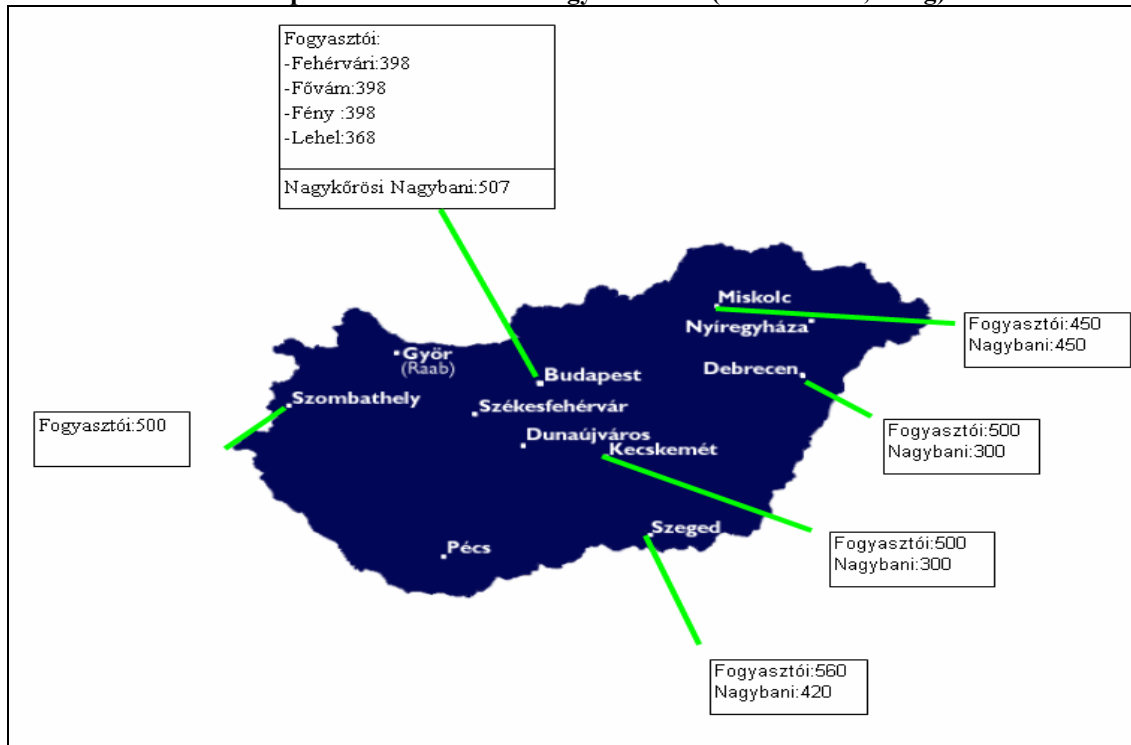 Fogyasztói:
-Fehérvári:398
-Fővám:398
-Fény :398
-Lehel:368
Nagykőrösi Nagybani:507
Miskolc
Nyíregyháza
Fogyasztói:450
Nagybani:450
Győr
(Raab)
Budapest
Debrecen
Szombathely
Székesfehérvár
Fogyasztói:500
Dunaújváros
Kecskemét
Fogyasztói:500
Nagybani:300
Szeged
Pécs
Fogyasztói:500
Nagybani:300
Fogyasztói:560
Nagybani:420